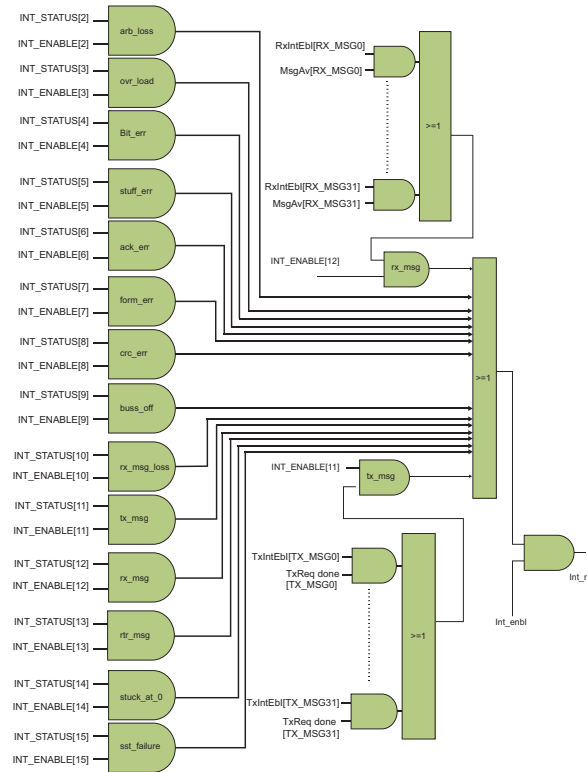 INT_STATUS[2]
INT_ENABLE[2]
arb_loss
INT_STATUS[3]
INT_ENABLE[3]
ovr_load
INT_STATUS[4]
INT_ENABLE[4]
Bit_err
INT_STATUS[5]
INT_ENABLE[5]
stuff_err
INT_STATUS[6]
INT_ENABLE[6]
ack_err
INT_STATUS[7]
INT_ENABLE[7]
form_err
INT_STATUS[8]
INT_ENABLE[8]
crc_err
INT_STATUS[9]
INT_ENABLE[9]
buss_off
INT_STATUS[10]
INT_ENABLE[10]
rx_msg_loss
INT_STATUS[11]
INT_ENABLE[11]
tx_msg
INT_STATUS[12]
INT_ENABLE[12]
rx_msg
INT_STATUS[13]
INT_ENABLE[13]
rtr_msg
INT_STATUS[14]
INT_ENABLE[14]
stuck_at_0
INT_STATUS[15]
INT_ENABLE[15]
sst_failure
RxIntEbl[RX_MSG0]
MsgAv[RX_MSG0]
RxIntEbl[RX_MSG31]
MsgAv[RX_MSG31]
>=1
INT_ENABLE[12]
rx_msg
>=1
INT_ENABLE[11]
tx_msg
TxIntEbl[TX_MSG0]
TxReq done
[TX_MSG0]
TxIntEbl[TX_MSG31]
TxReq done
[TX_MSG31]
>=1
Int_enbl